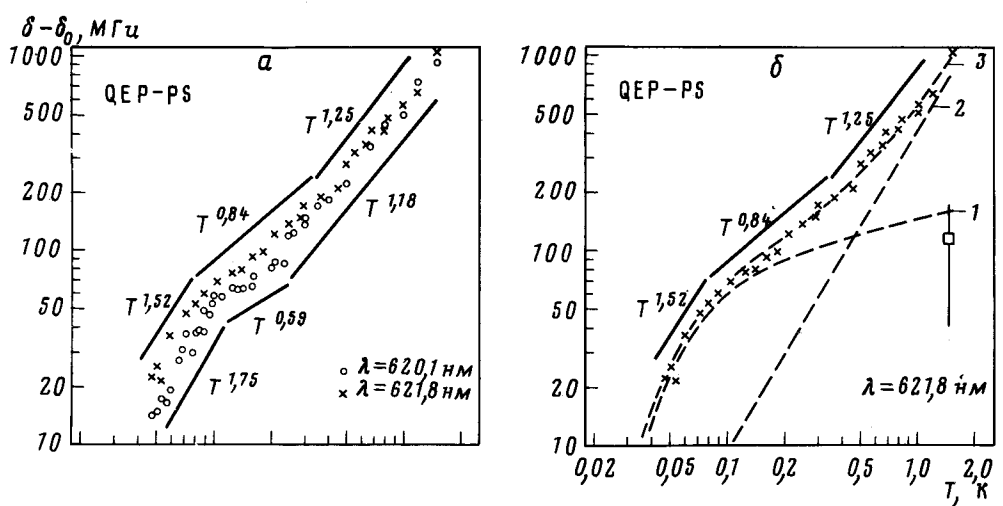 δ–δ₀, МГц
a
QEP-PS
1000
500
200
100
50
20
10
T^1,25
T^0,84
T^1,18
T^1,52
T^0,59
T^1,75
○ λ=620,1 нм
× λ=621,8 нм
б
QEP-PS
1000
500
200
100
50
20
10
T^1,25
T^0,84
T^1,52
3
2
1
λ=621,8 нм
0,02
0,05
0,1
0,2
0,5
1,0
2,0
T, К